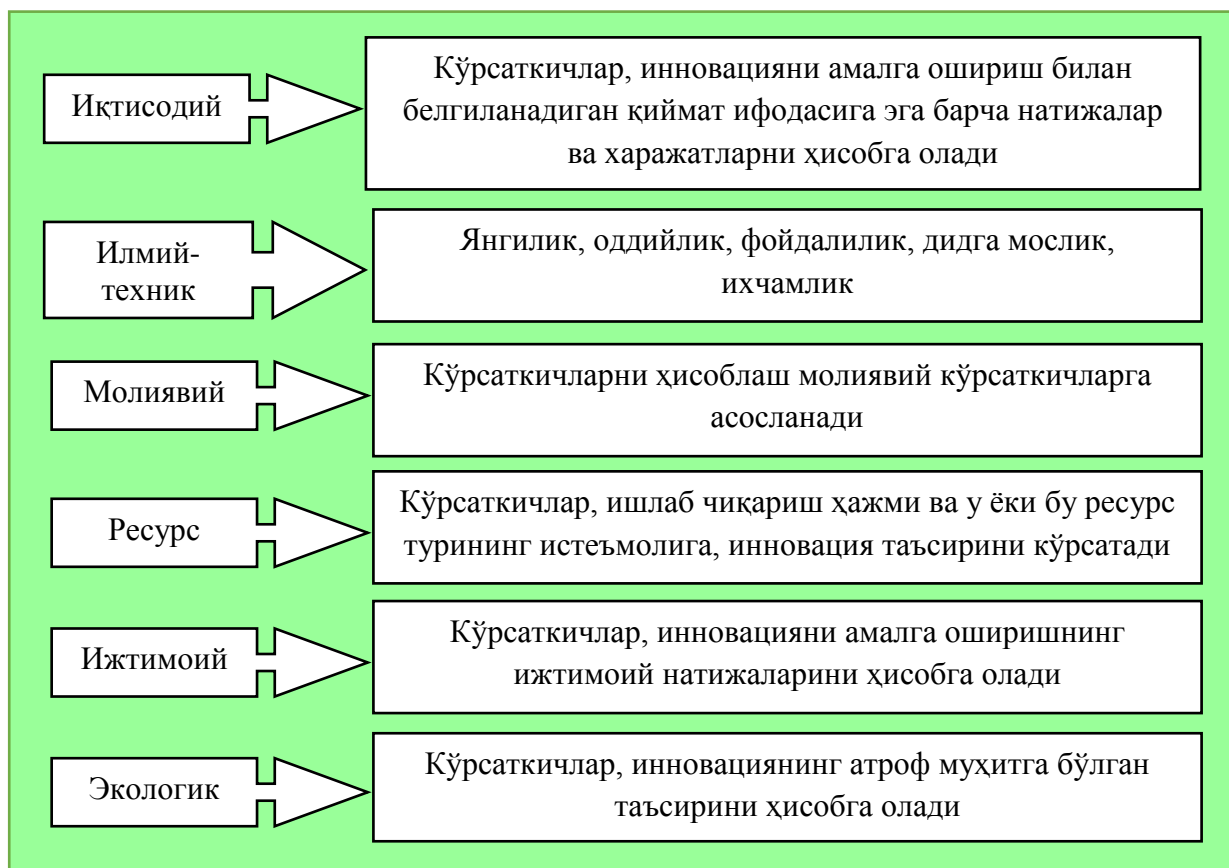 Иқтисодий
Кўрсаткичлар, инновацияни амалга ошириш билан
белгиланадиган қиймат ифодасига эга барча натижалар
ва харажатларни ҳисобга олади
Илмий-
техник
Янгилик, оддийлик, фойдалилик, дидга мослик,
ихчамлик
Молиявий
Кўрсаткичларни ҳисоблаш молиявий кўрсаткичларга
асосланади
Ресурс
Кўрсаткичлар, ишлаб чиқариш ҳажми ва у ёки бу ресурс
турининг истеъмолига, инновация таъсирини кўрсатади
Ижтимоий
Кўрсаткичлар, инновацияни амалга оширишнинг
ижтимоий натижаларини ҳисобга олади
Экологик
Кўрсаткичлар, инновациянинг атроф муҳитга бўлган
таъсирини ҳисобга олади